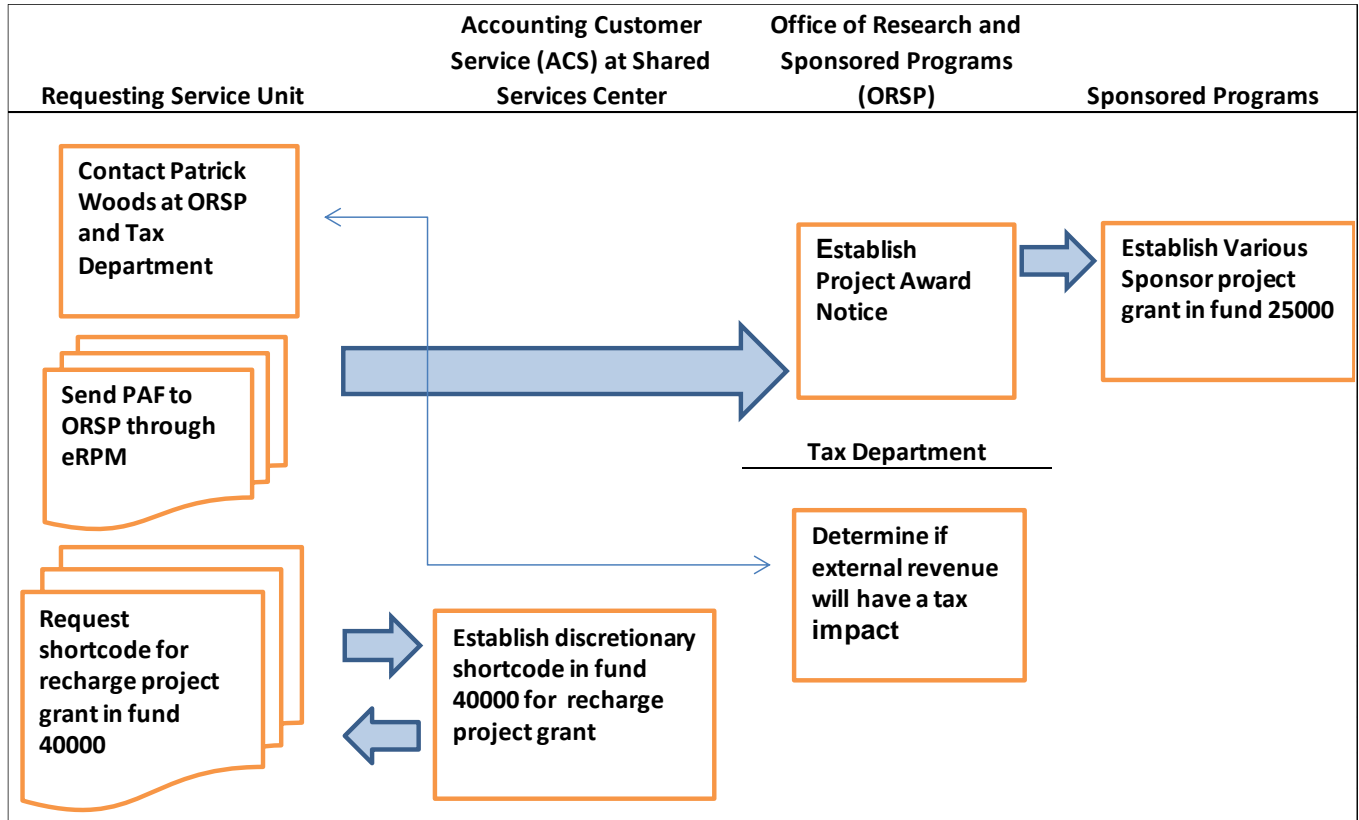 Requesting Service Unit
Accounting Customer
Service (ACS) at Shared
Services Center
Office of Research and
Sponsored Programs
(ORSP)
Sponsored Programs
Contact Patrick
Woods at ORSP
and Tax
Department
Establish
Project Award
Notice
Establish Various
Sponsor project
grant in fund 25000
Send PAF to
ORSP through
eRPM
Tax Department
Determine if
external revenue
will have a tax
impact
Request
shortcode for
recharge project
grant in fund
40000
Establish discretionary
shortcode in fund
40000 for recharge
project grant